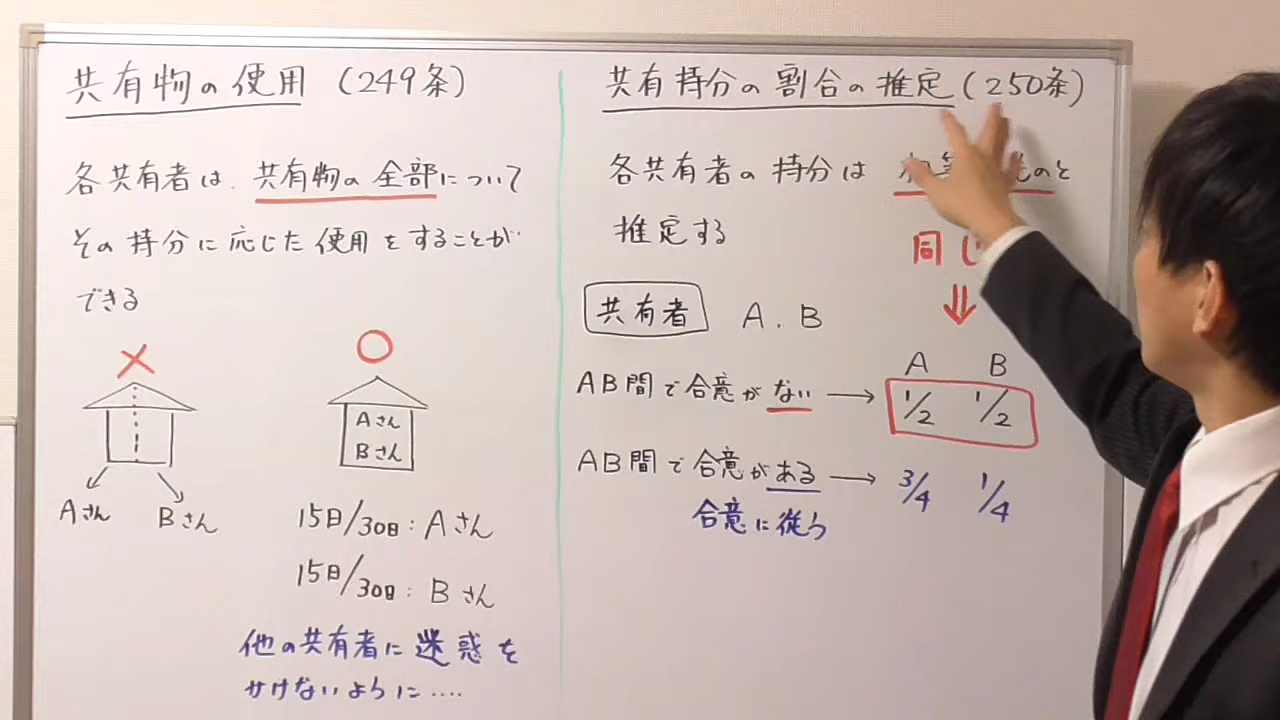 共有物の使用 (249条)
各共有者は、共有物の全部について
その持分に応じた使用をすることが
できる
×
○
Aさん
Bさん
Aさん Bさん
15日/30日:Aさん
15日/30日:Bさん
他の共有者に迷惑を
かけないように‥‥
共有持分の割合の推定(250条)
各共有者の持分は のと
推定する
同じ
⇓
共有者 A.B
A B
AB間で合意がない → 1/2 1/2
AB間で合意がある → 3/4 1/4
合意に従う